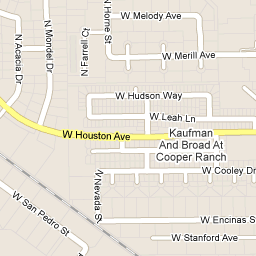 W Melody Ave
N Acacia Dr
N Mondel Dr
N Farrell Ct
N Horne St
W Merill Ave
W Hudson Way
W Leah Ln
W Houston Ave
Kaufman
And Broad At
Cooper Ranch
W Cooley Dr
N Nevada St
W San Pedro St
W Encinas St
W Stanford Ave